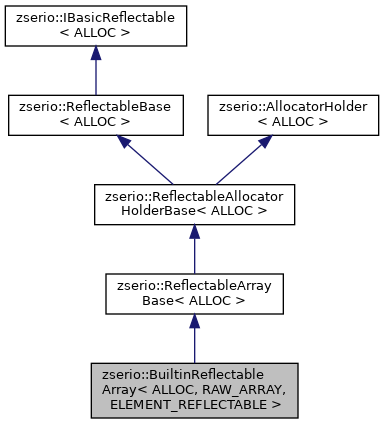 zserio::IBasicReflectable
< ALLOC >
zserio::ReflectableBase
< ALLOC >
zserio::AllocatorHolder
< ALLOC >
zserio::ReflectableAllocator
HolderBase< ALLOC >
zserio::ReflectableArray
Base< ALLOC >
zserio::BuiltinReflectable
Array< ALLOC, RAW_ARRAY,
ELEMENT_REFLECTABLE >